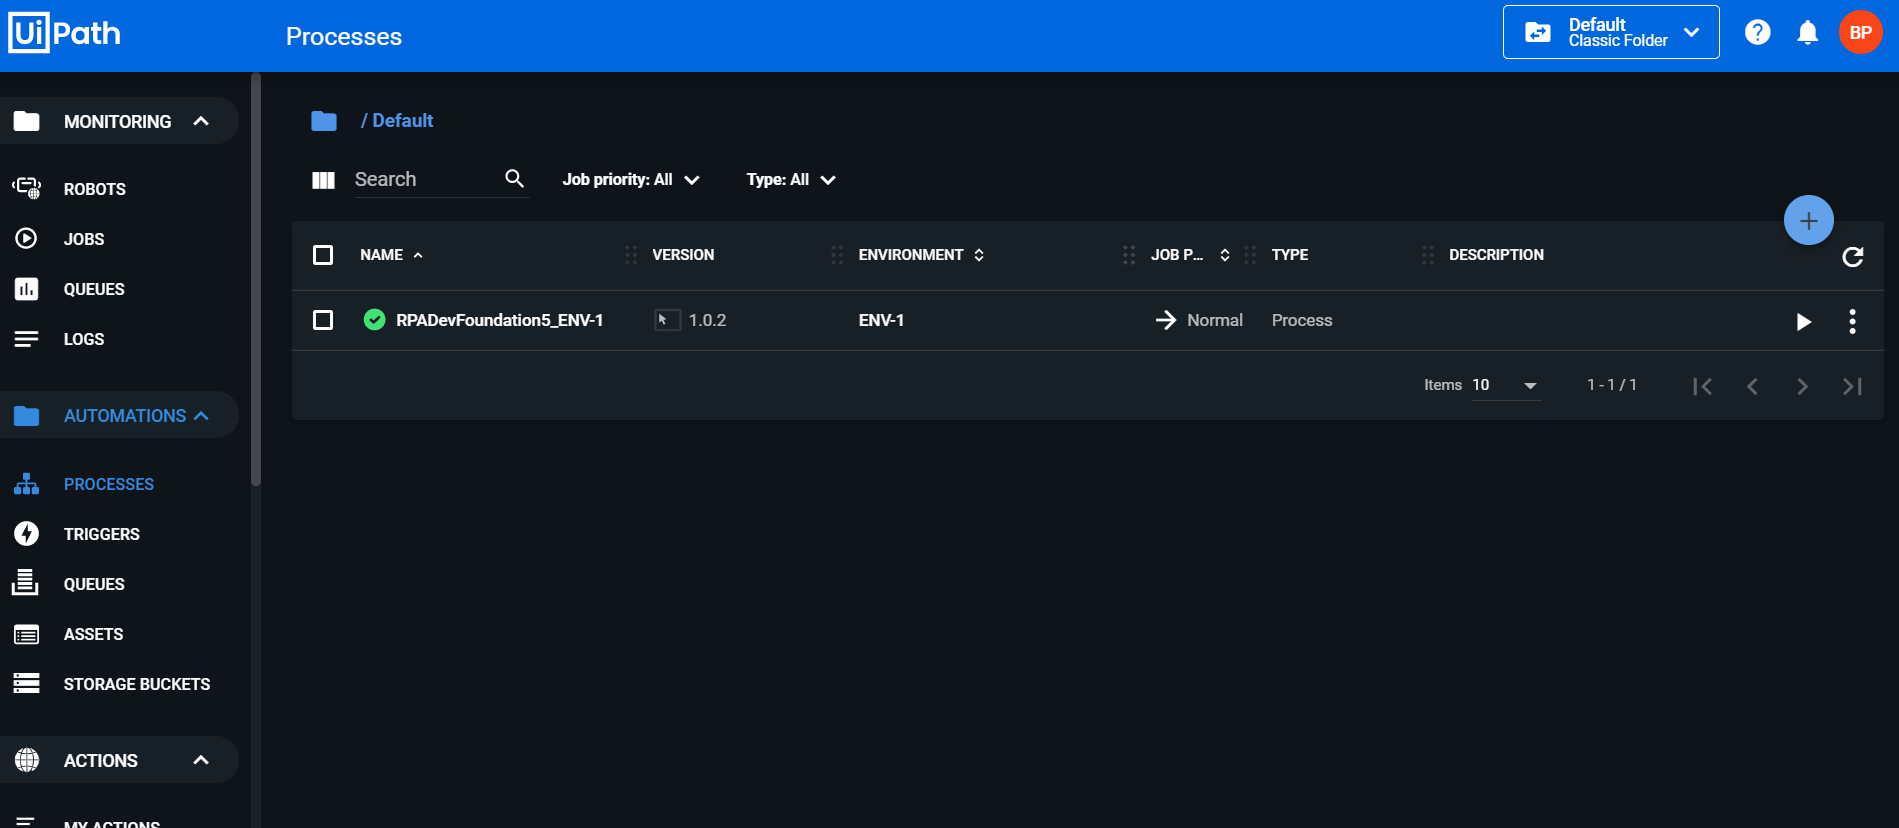 UiPath
Processes
Default
Classic Folder
BP
MONITORING
ROBOTS
JOBS
QUEUES
LOGS
AUTOMATIONS
PROCESSES
TRIGGERS
QUEUES
ASSETS
STORAGE BUCKETS
ACTIONS
MY ACTIONS
/ Default
Search
Job priority: All
Type: All
NAME VERSION ENVIRONMENT JOB P... TYPE DESCRIPTION
RPADevFoundation5_ENV-1 1.0.2 ENV-1 Normal Process
Items 10 1 - 1 / 1